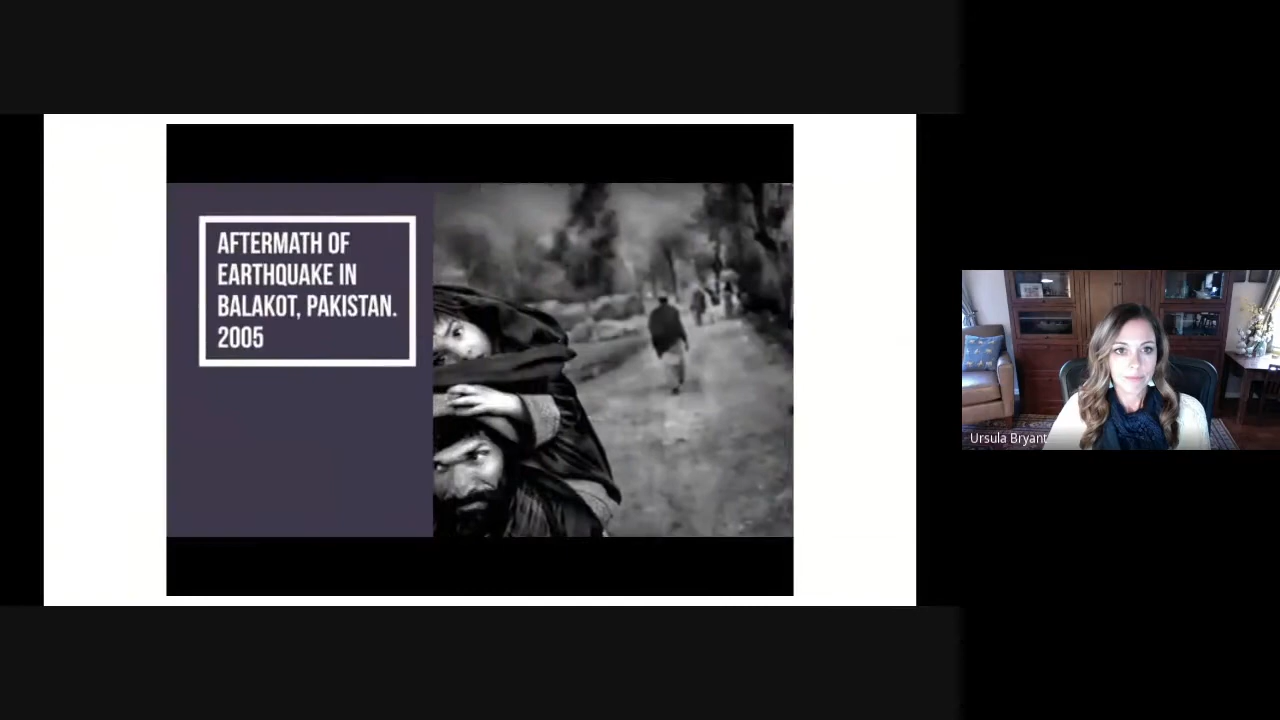 AFTERMATH OF
EARTHQUAKE IN
BALAKOT, PAKISTAN.
2005
Ursula Bryant